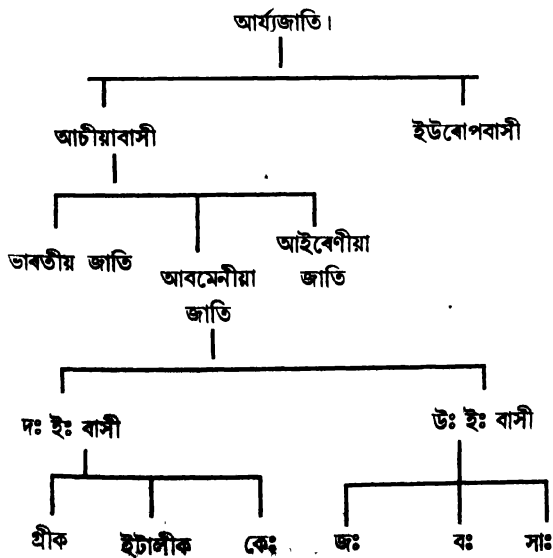 আৰ্য্যজাতি।
আচীয়াবাসী
ইউৰোপবাসী
ভাৰতীয় জাতি
আবমেনীয়া
জাতি
আইৰেণীয়া
জাতি
দঃ ইঃ বাসী
উঃ ইঃ বাসী
গ্ৰীক
ইটালীক
কেঃ
জঃ
বঃ
সাঃ